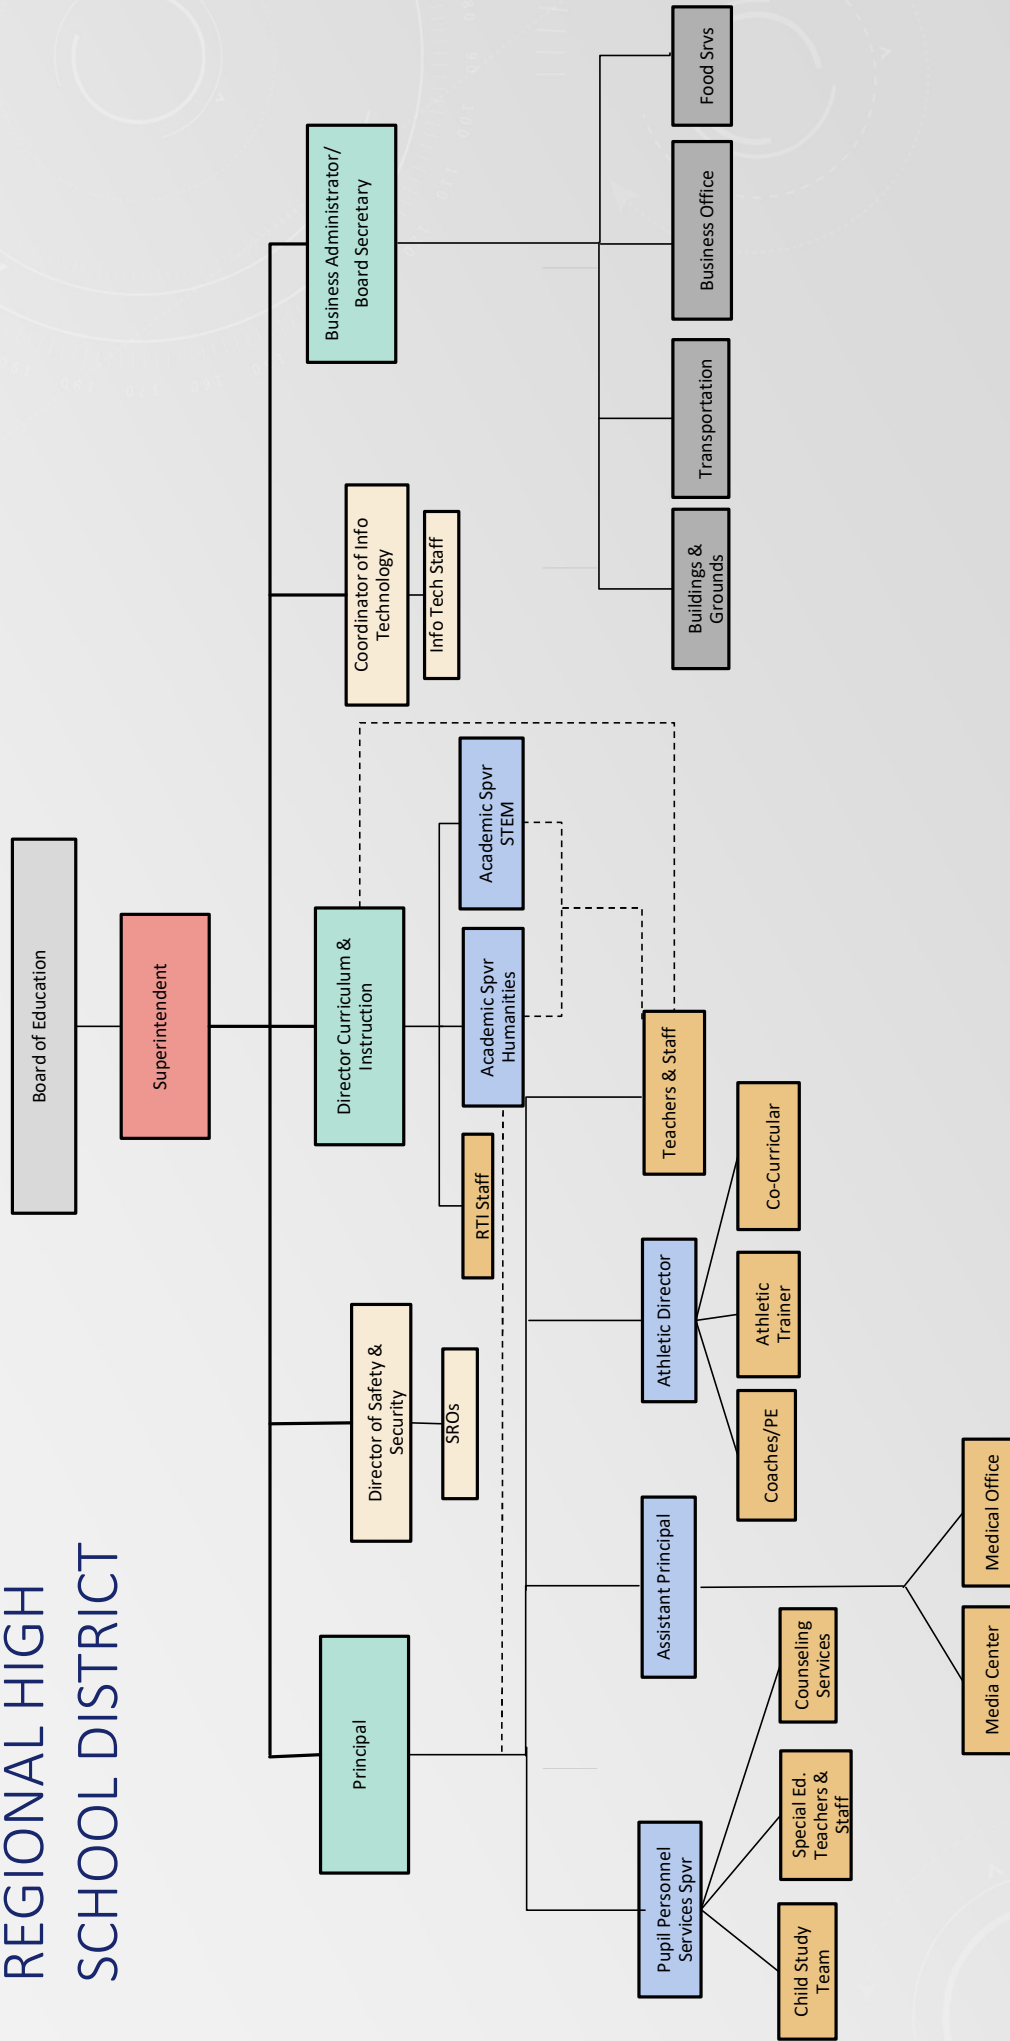 REGIONAL HIGH
SCHOOL DISTRICT
Board of Education
Superintendent
Principal
Director of Safety &
Security
SROs
Director Curriculum &
Instruction
RTI Staff
Academic Spvr
Humanities
Academic Spvr
STEM
Coordinator of Info
Technology
Info Tech Staff
Business Administrator/
Board Secretary
Pupil Personnel
Services Spvr
Assistant Principal
Athletic Director
Teachers & Staff
Buildings &
Grounds
Transportation
Business Office
Food Srvs
Child Study
Team
Special Ed.
Teachers &
Staff
Counseling
Services
Coaches/PE
Athletic
Trainer
Co-Curricular
Media Center
Medical Office